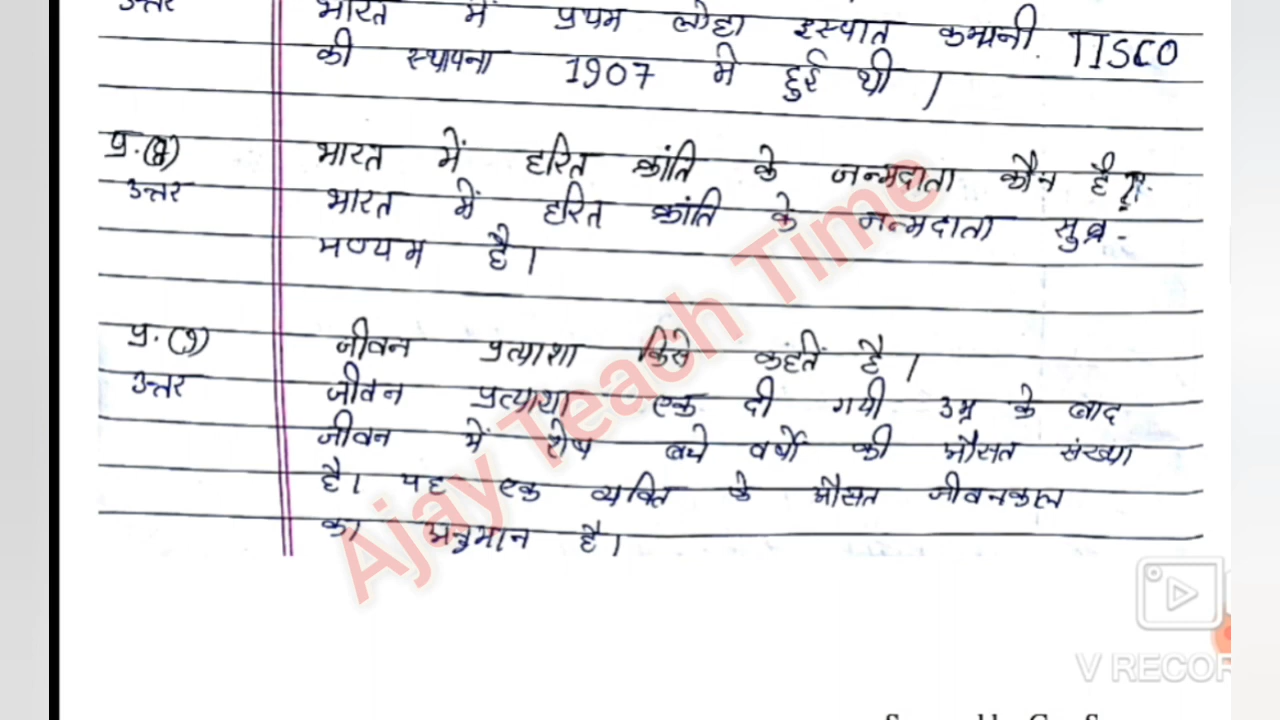 उत्तर भारत में प्रथम लोहा इस्पात कम्पनी. TISCO
की स्थापना 1907 मे हुई थी ।
प्र.(8) भारत में हरित क्रांति के जन्मदाता कौन है ?
उत्तर भारत में हरित क्रांति के जन्मदाता सुब्र-
मण्यम है ।
प्र.(9) जीवन प्रत्याशा किसे कहतें है ।
उत्तर जीवन प्रत्याशा एक दी गयी उम्र के बाद
जीवन में शेष बचे वर्षो की औसत संख्या
है। यह एक व्यक्ति के औसत जीवनकाल
का अनुमान है ।
Ajay Teach Time
V RECOR